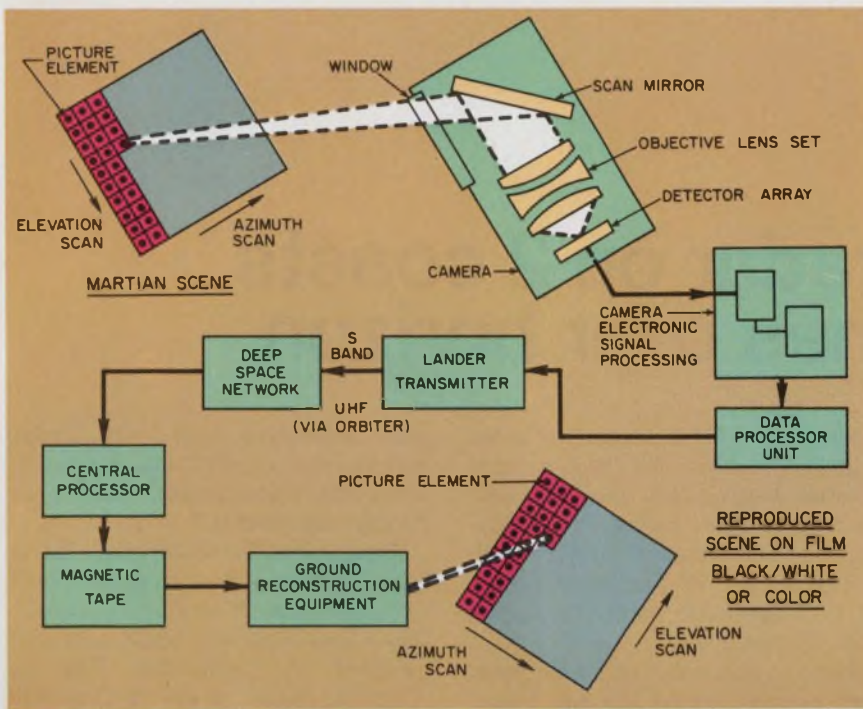 PICTURE
ELEMENT
WINDOW
SCAN MIRROR
OBJECTIVE LENS SET
DETECTOR ARRAY
ELEVATION
SCAN
AZIMUTH
SCAN
MARTIAN SCENE
CAMERA
CAMERA
ELECTRONIC
SIGNAL
PROCESSING
DEEP
SPACE
NETWORK
S
BAND
UHF
(VIA ORBITER)
LANDER
TRANSMITTER
DATA
PROCESSOR
UNIT
CENTRAL
PROCESSOR
PICTURE ELEMENT
REPRODUCED
SCENE ON FILM
BLACK/WHITE
OR COLOR
MAGNETIC
TAPE
GROUND
RECONSTRUCTION
EQUIPMENT
AZIMUTH
SCAN
ELEVATION
SCAN